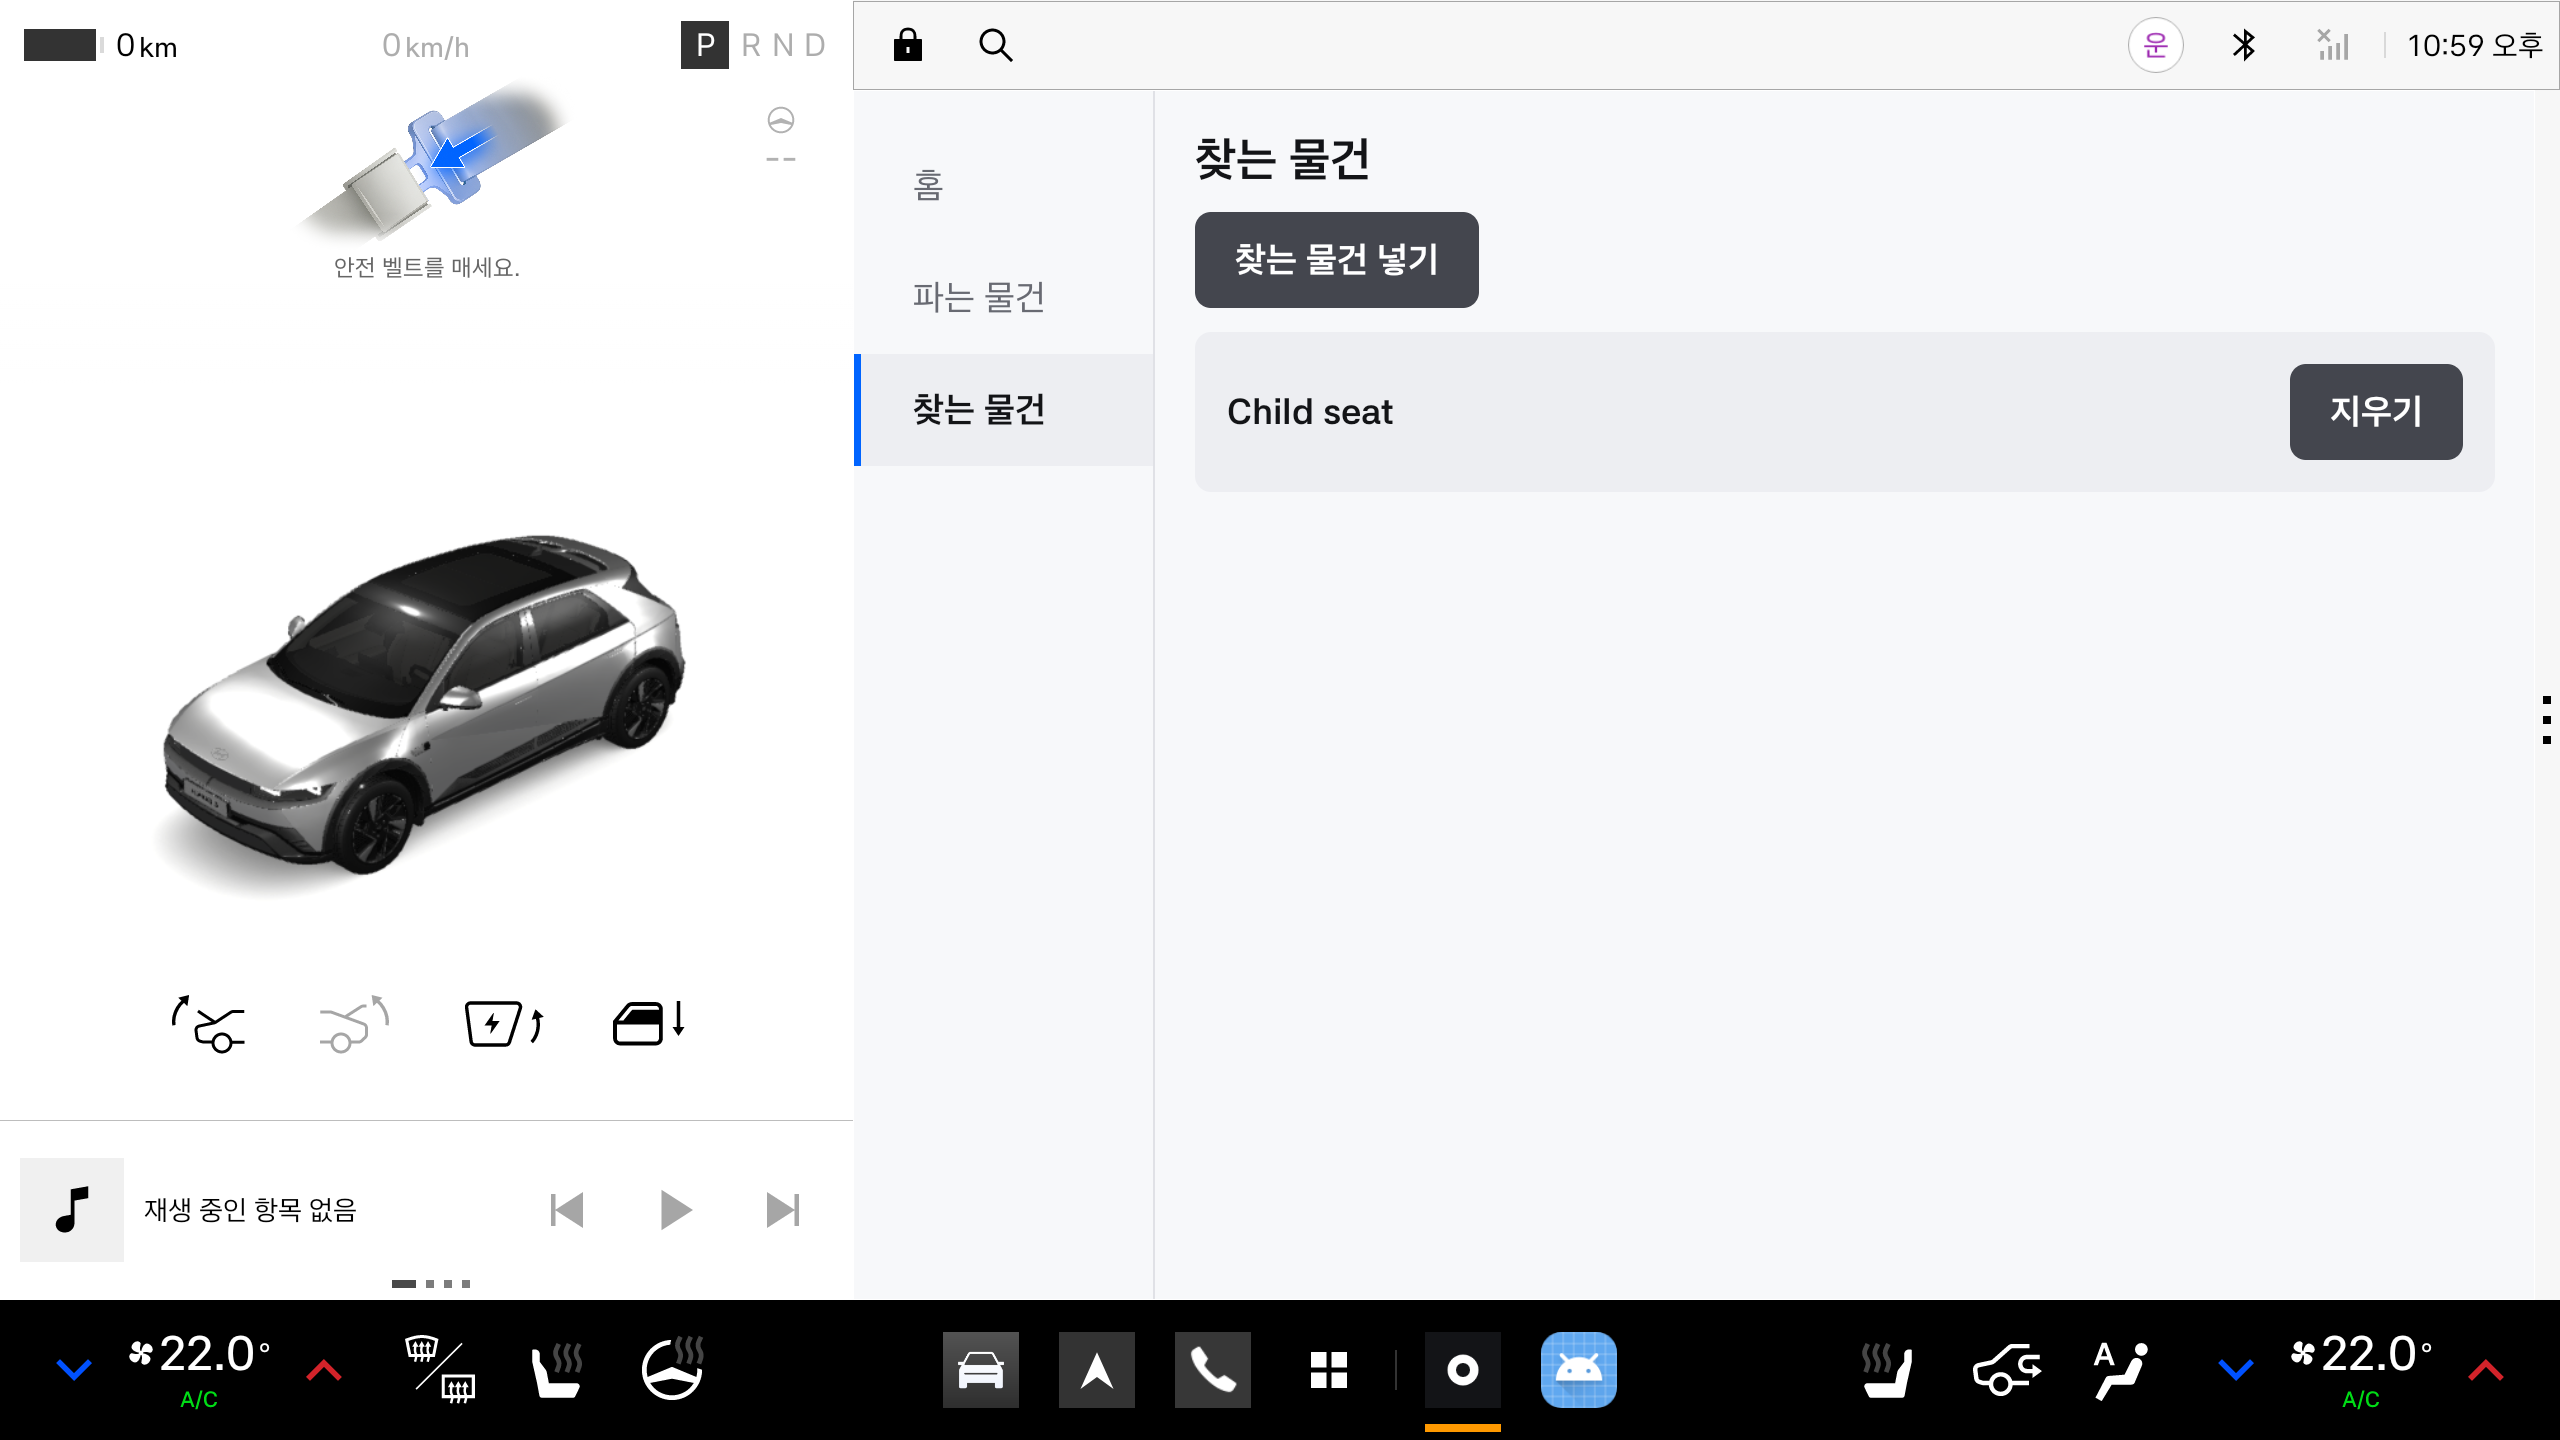 0 km
0 km/h
P R N D
운
10:59 오후
안전 벨트를 매세요.
--
홈
파는 물건
찾는 물건
찾는 물건
찾는 물건 넣기
Child seat
지우기
재생 중인 항목 없음
22.0°
A/C
A
22.0°
A/C